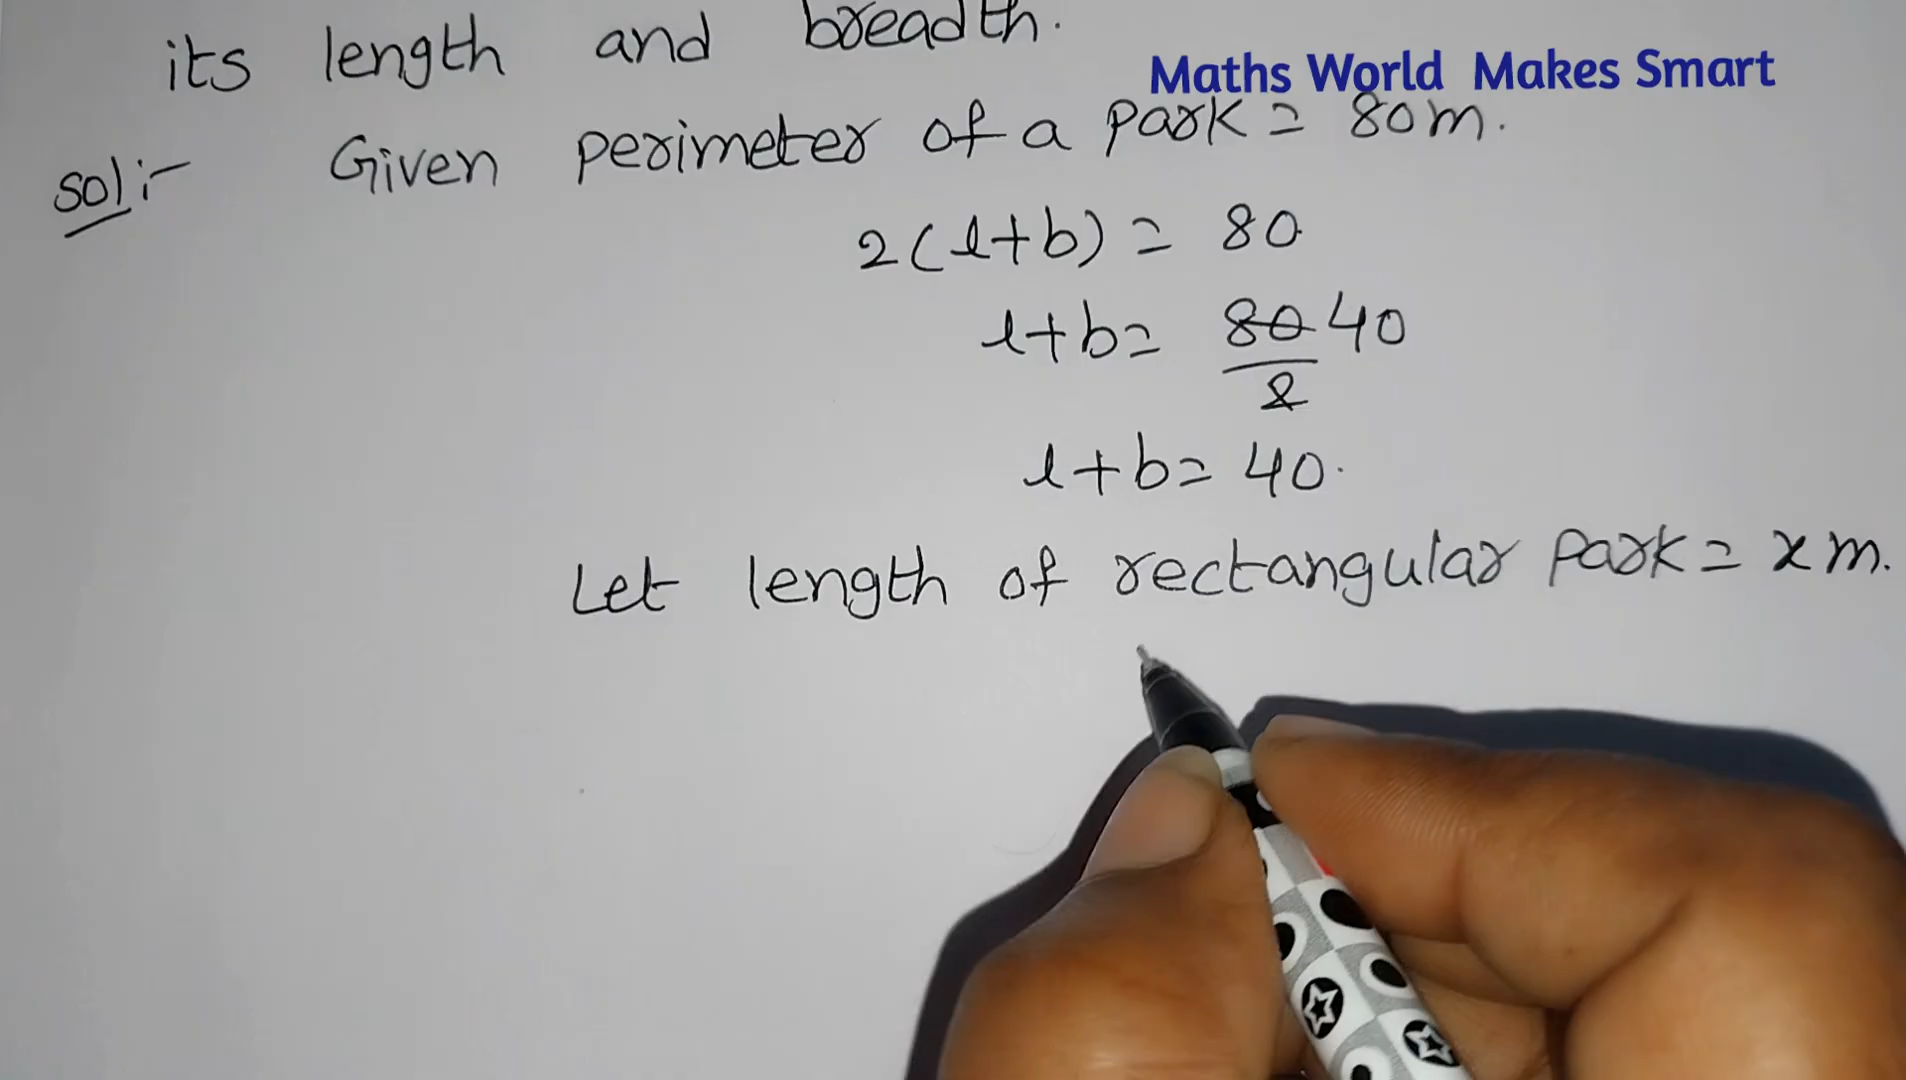 its length and breadth.
Maths World Makes Smart
Sol:- Given perimeter of a park = 80m.
2(l+b) = 80
l+b = 80/2 40
l+b = 40.
Let length of rectangular park = x m.